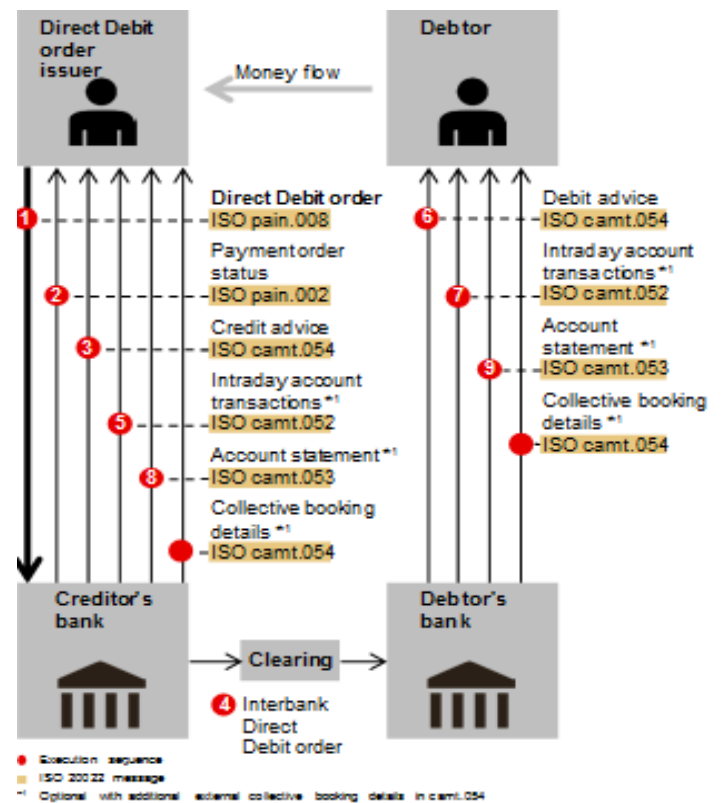 Direct Debit
order
issuer
Debtor
Money flow
1
Direct Debit order
ISO pain.008
Payment order
status
2
ISO pain.002
Credit advice
3
ISO camt.054
Intraday account
transactions *1
5
ISO camt.052
Account statement *1
8
ISO camt.053
Collective booking
details *1
ISO camt.054
Debit advice
6
ISO camt.054
Intraday account
transactions *1
7
ISO camt.052
Account
statement *1
9
ISO camt.053
Collective booking
details *1
ISO camt.054
Creditor's
bank
Clearing
Debtor's
bank
4 Interbank
Direct
Debit order
Execution sequence
ISO 20022 message
*1 Optional with additional external collective booking details in camt.054